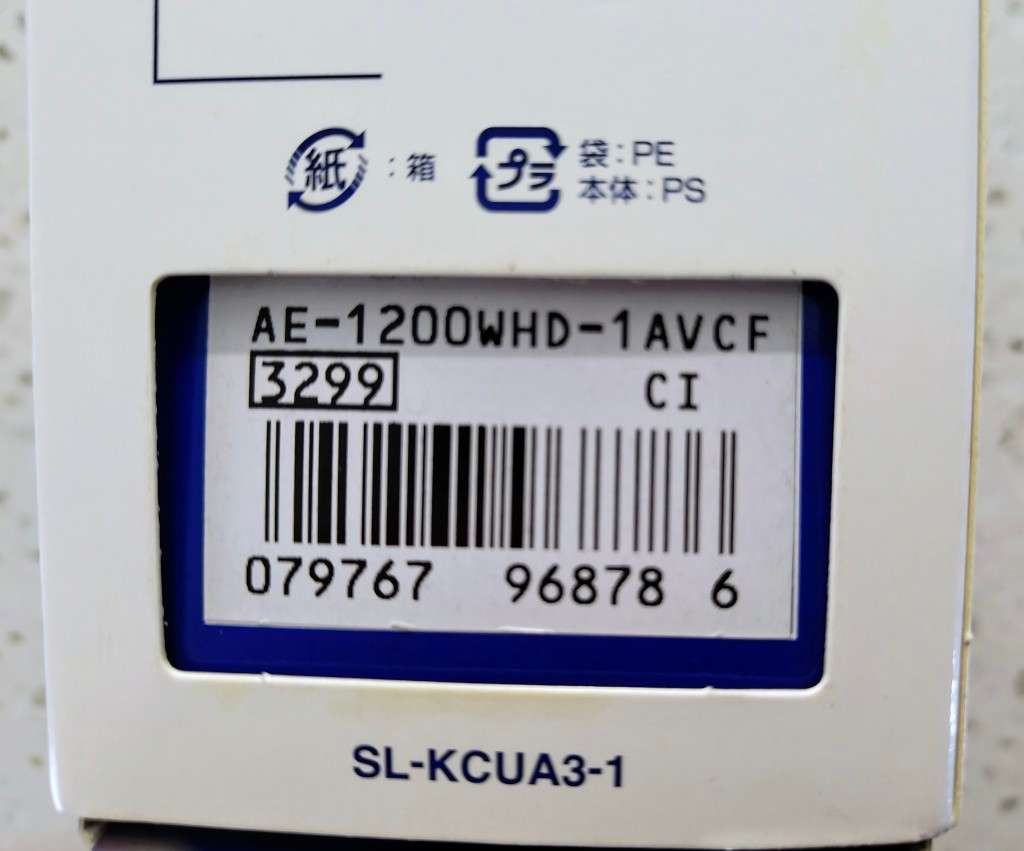 紙 : 箱
プラ 袋 : PE
本体 : PS
AE-1200WHD-1AVCF
3299 CI
079767 96878 6
SL-KCUA3-1